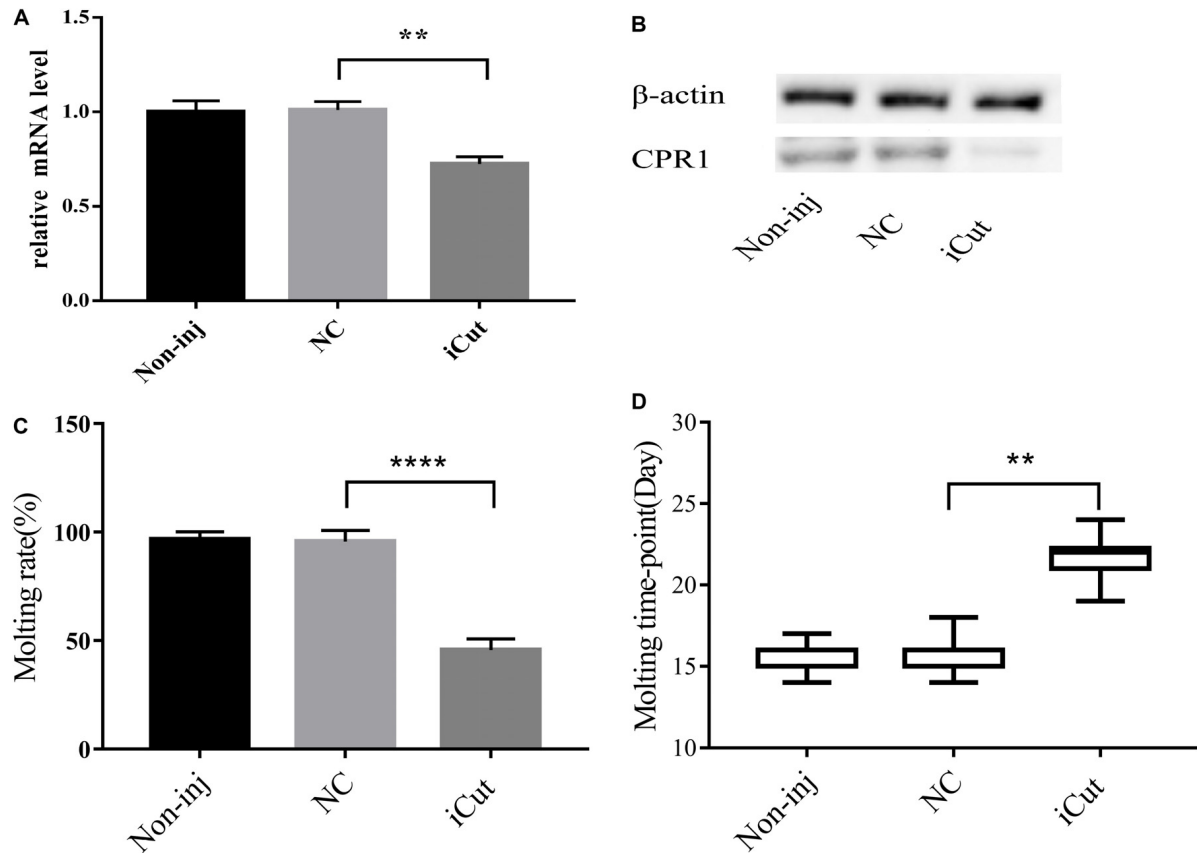 A
relative mRNA level
1.5
1.0
0.5
0.0
**
Non-inj
NC
iCut
B
β-actin
CPR1
Non-inj
NC
iCut
C
Molting rate(%)
150
100
50
0
****
Non-inj
NC
iCut
D
Molting time-point(Day)
30
25
20
15
10
**
Non-inj
NC
iCut